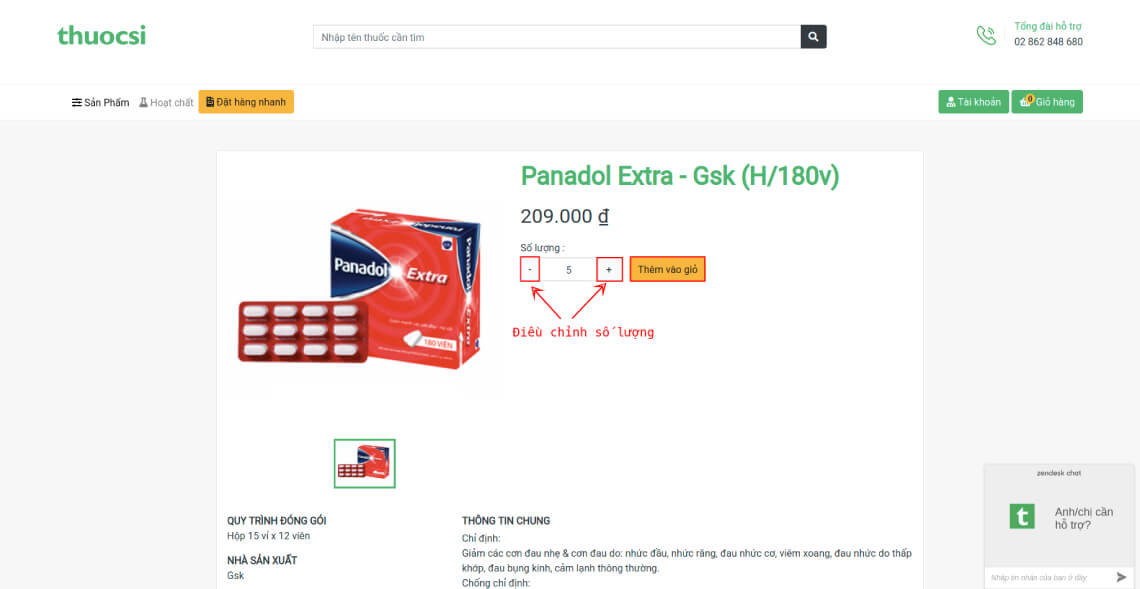 thuocsi
Nhập tên thuốc cần tìm
Tổng đài hỗ trợ
02 862 848 680
Sản Phẩm
Hoạt chất
Đặt hàng nhanh
Tài khoản
0
Giỏ hàng
Panadol Extra - Gsk (H/180v)
209.000 ₫
Số lượng :
- 5 +
Thêm vào giỏ
Điều chỉnh số lượng
Panadol Extra
Panadol
Panadol Extra
180 VIÊN
QUY TRÌNH ĐÓNG GÓI
Hộp 15 vỉ x 12 viên
NHÀ SẢN XUẤT
Gsk
THÔNG TIN CHUNG
Chỉ định:
Giảm các cơn đau nhẹ & cơn đau do: nhức đầu, nhức răng, đau nhức cơ, viêm xoang, đau nhức do thấp
khớp, đau bụng kinh, cảm lạnh thông thường.
Chống chỉ định:
zendesk chat
t
Anh/chị cần
hỗ trợ?
Nhập tin nhắn của bạn ở đây